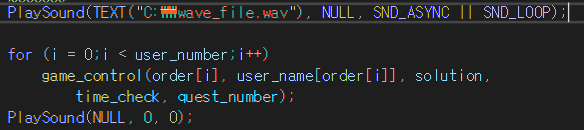 PlaySound(TEXT("C:₩₩wave_file.wav"), NULL, SND_ASYNC || SND_LOOP);
for (i = 0;i < user_number;i++)
game_control(order[i], user_name[order[i]], solution,
time_check, quest_number);
PlaySound(NULL, 0, 0);